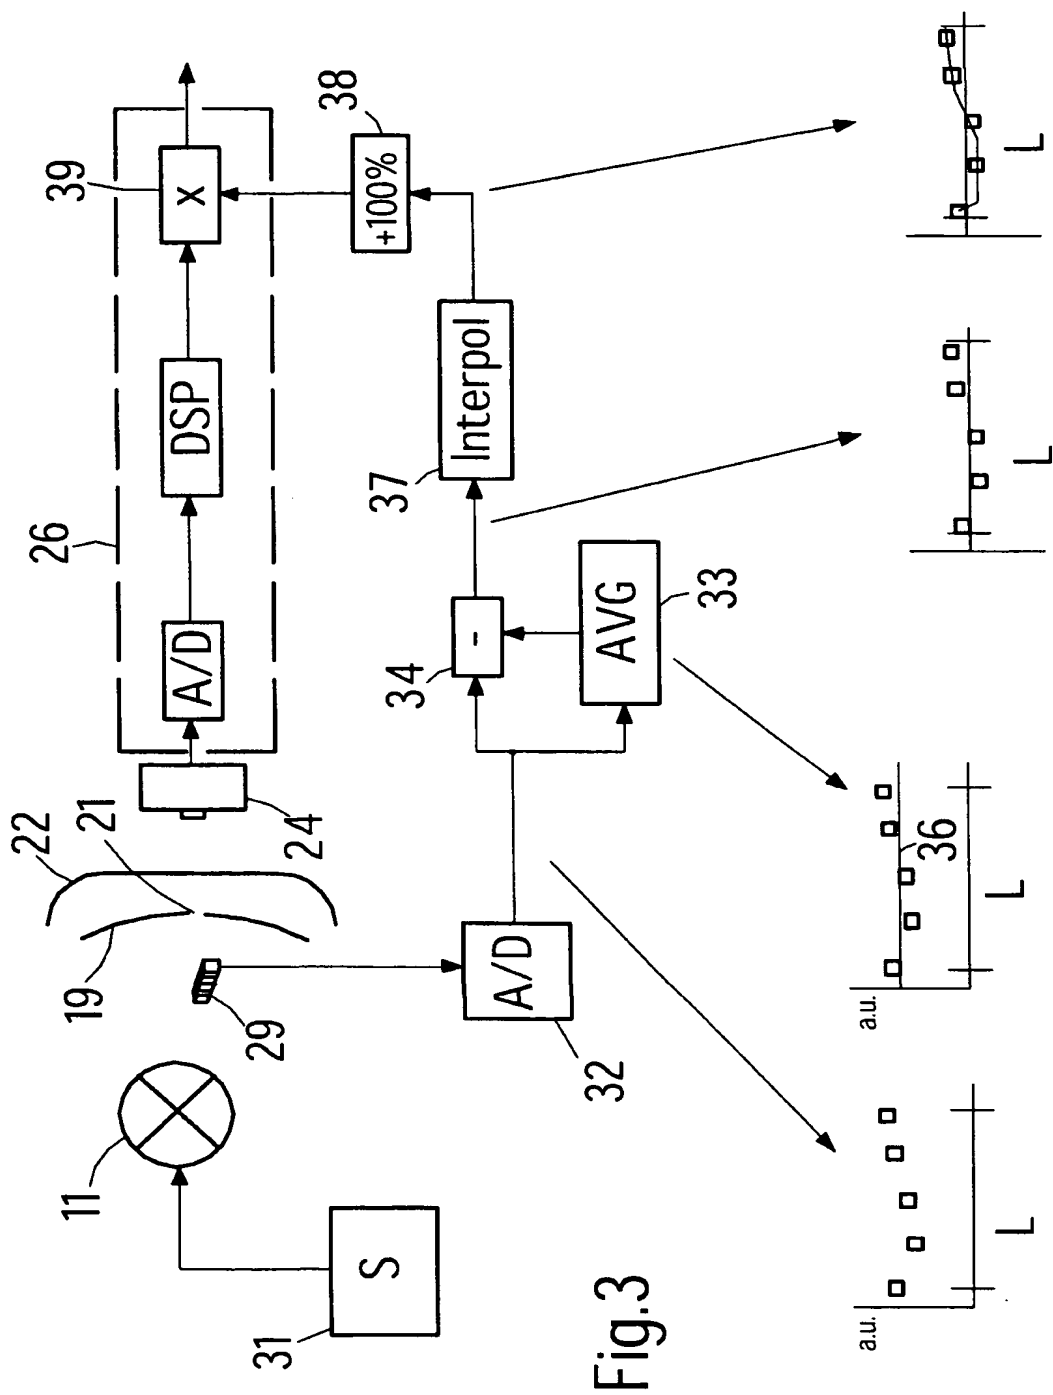 31
S
11
29
19
21
22
24
26
A/D
DSP
39
X
38
+100%
37
Interpol
34
-
AVG
33
32
A/D
a.u.
L
a.u.
36
L
L
L
Fig.3